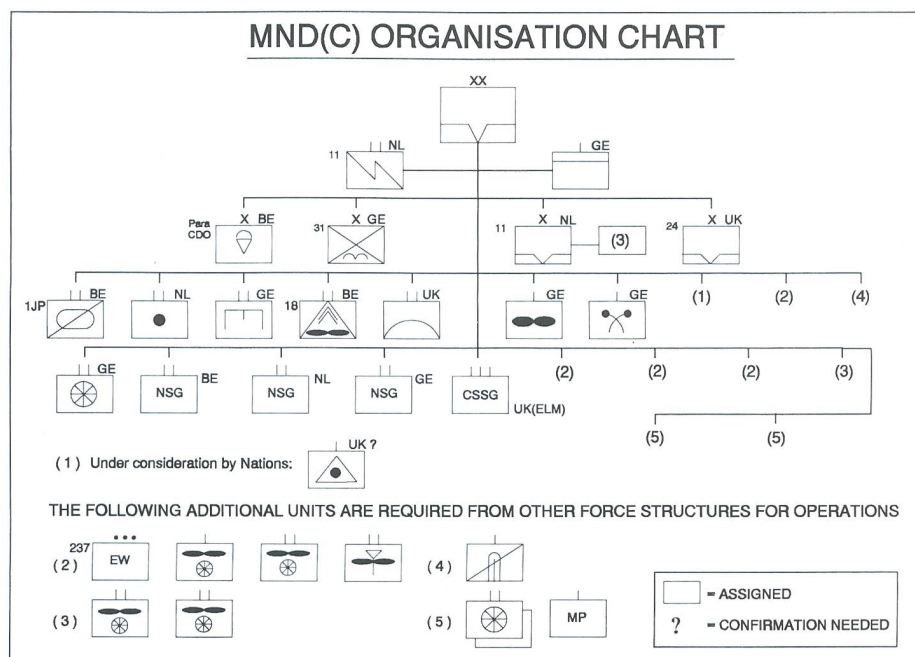 MND(C) ORGANISATION CHART
XX
11 NL GE
Para CDO X BE 31 X GE 11 X NL (3) 24 X UK
1JP BE NL GE 18 BE UK GE GE (1) (2) (4)
GE NSG BE NSG NL NSG GE CSSG UK(ELM) (2) (2) (2) (3)
(5) (5)
(1) Under consideration by Nations: UK ?
THE FOLLOWING ADDITIONAL UNITS ARE REQUIRED FROM OTHER FORCE STRUCTURES FOR OPERATIONS
(2) 237 EW (4)
(3) (5) MP
= ASSIGNED
? = CONFIRMATION NEEDED